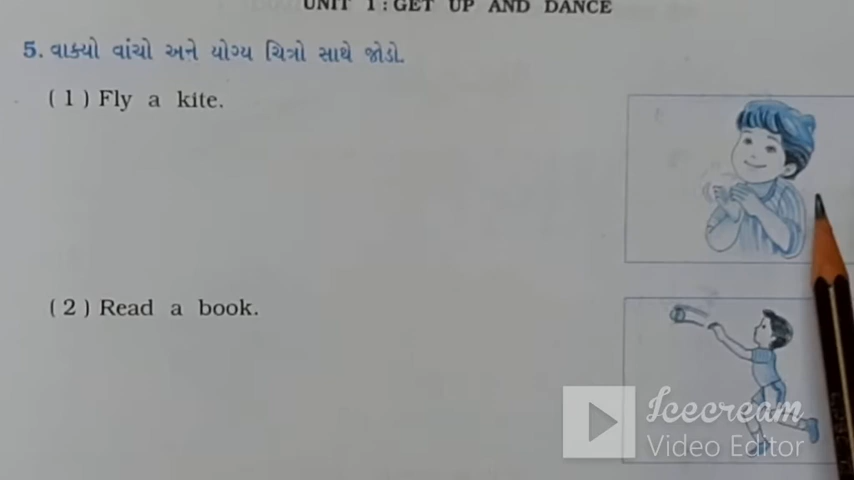 UNIT 1 : GET UP AND DANCE
5. વાક્યો વાંચો અને યોગ્ય ચિત્રો સાથે જોડો.
( 1 ) Fly a kite.
( 2 ) Read a book.
Icecream
Video Editor